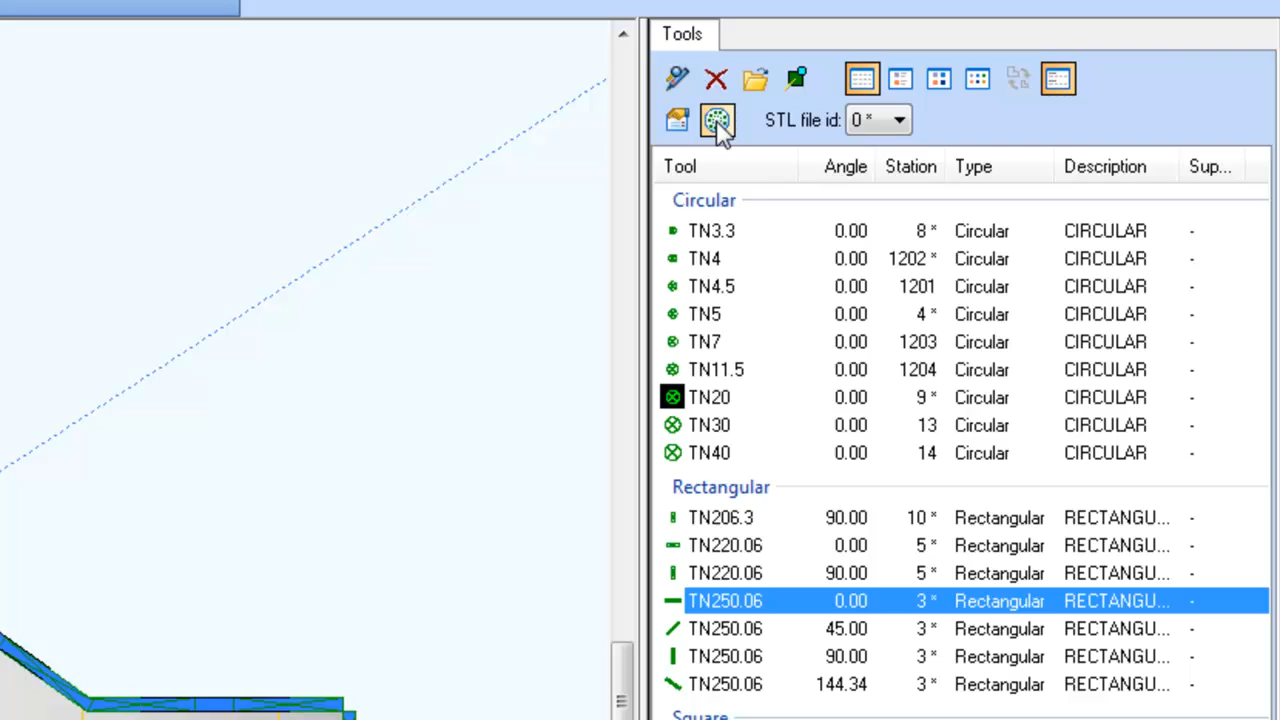 Tools
STL file id: 0 *
Tool Angle Station Type Description Sup...
Circular
TN3.3 0.00 8 * Circular CIRCULAR -
TN4 0.00 1202 * Circular CIRCULAR -
TN4.5 0.00 1201 Circular CIRCULAR -
TN5 0.00 4 * Circular CIRCULAR -
TN7 0.00 1203 Circular CIRCULAR -
TN11.5 0.00 1204 Circular CIRCULAR -
TN20 0.00 9 * Circular CIRCULAR -
TN30 0.00 13 Circular CIRCULAR -
TN40 0.00 14 Circular CIRCULAR -
Rectangular
TN206.3 90.00 10 * Rectangular RECTANGU... -
TN220.06 0.00 5 * Rectangular RECTANGU... -
TN220.06 90.00 5 * Rectangular RECTANGU... -
TN250.06 0.00 3 * Rectangular RECTANGU... -
TN250.06 45.00 3 * Rectangular RECTANGU... -
TN250.06 90.00 3 * Rectangular RECTANGU... -
TN250.06 144.34 3 * Rectangular RECTANGU... -
Square